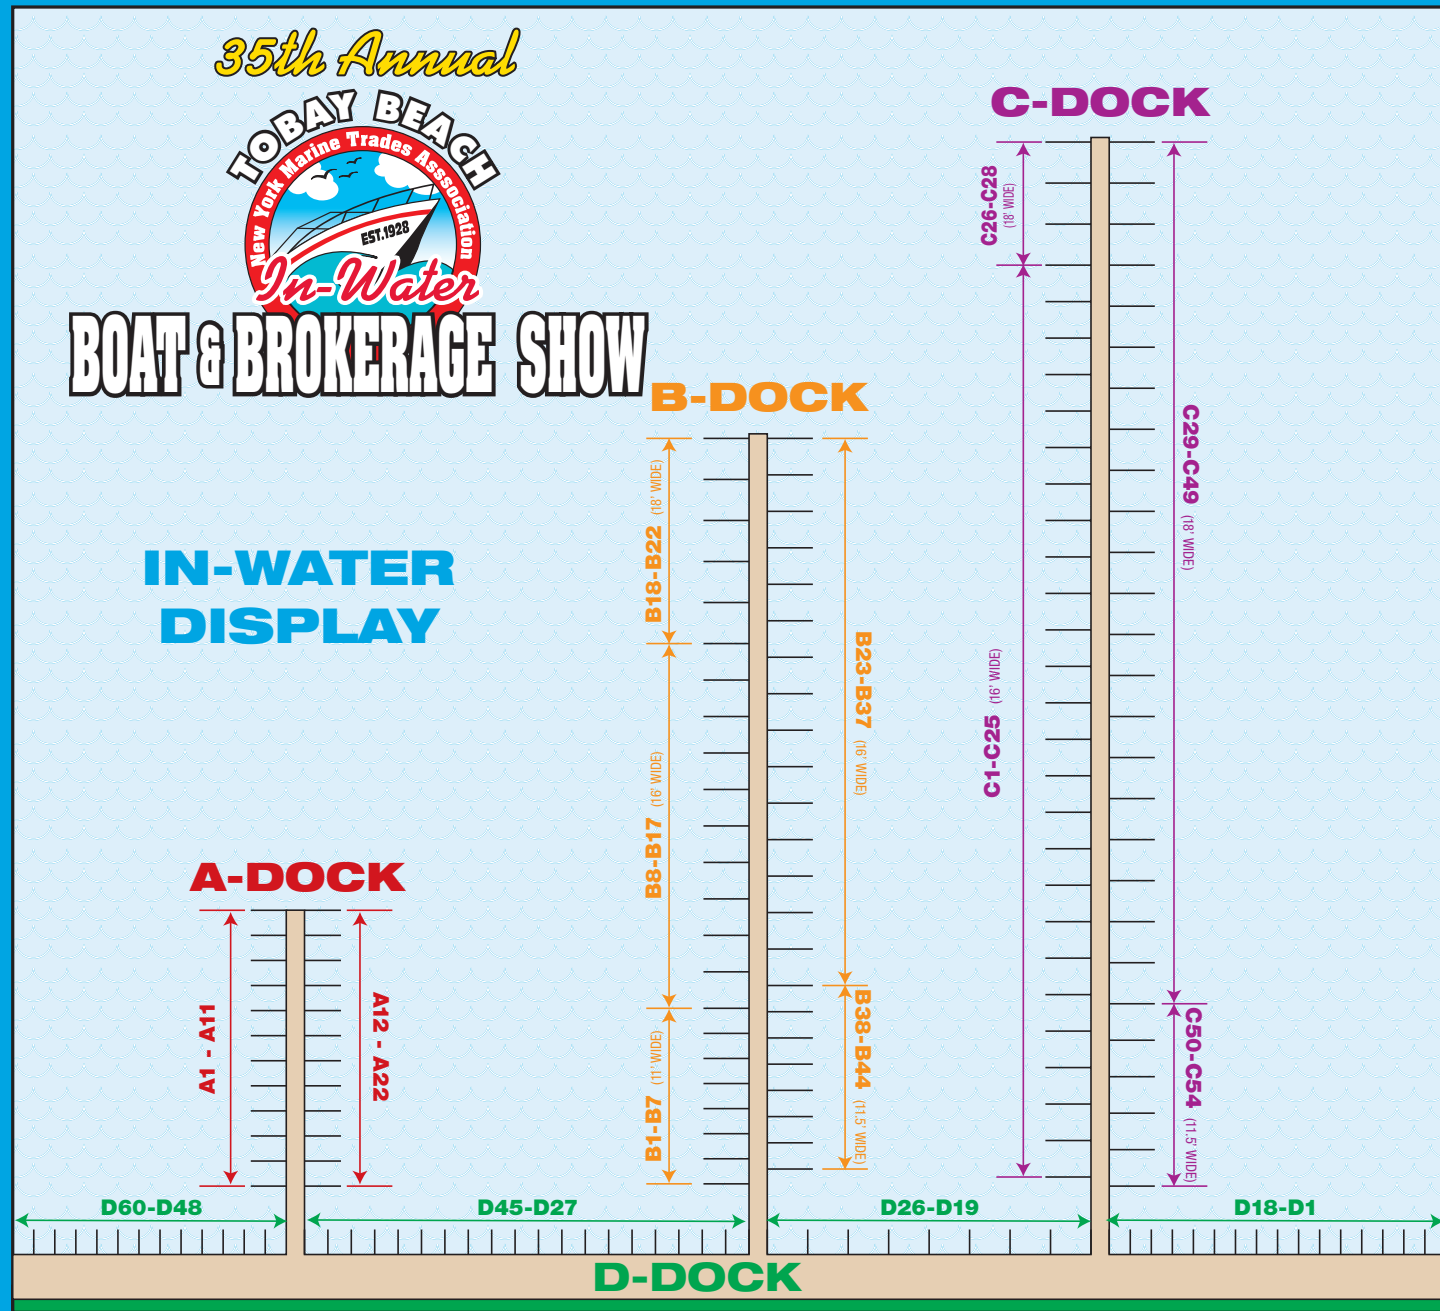 35th Annual
TOBAY BEACH
New York Marine Trades Asssociation
EST.1928
In-Water
BOAT & BROKERAGE SHOW
IN-WATER
DISPLAY
A-DOCK
A1 - A11
A12 - A22
B-DOCK
B18-B22 (18' WIDE)
B8-B17 (16' WIDE)
B1-B7 (11' WIDE)
B23-B37 (16' WIDE)
B38-B44 (11.5' WIDE)
C-DOCK
C26-C28
(18' WIDE)
C1-C25 (16' WIDE)
C29-C49 (18' WIDE)
C50-C54 (11.5' WIDE)
D60-D48
D45-D27
D26-D19
D18-D1
D-DOCK